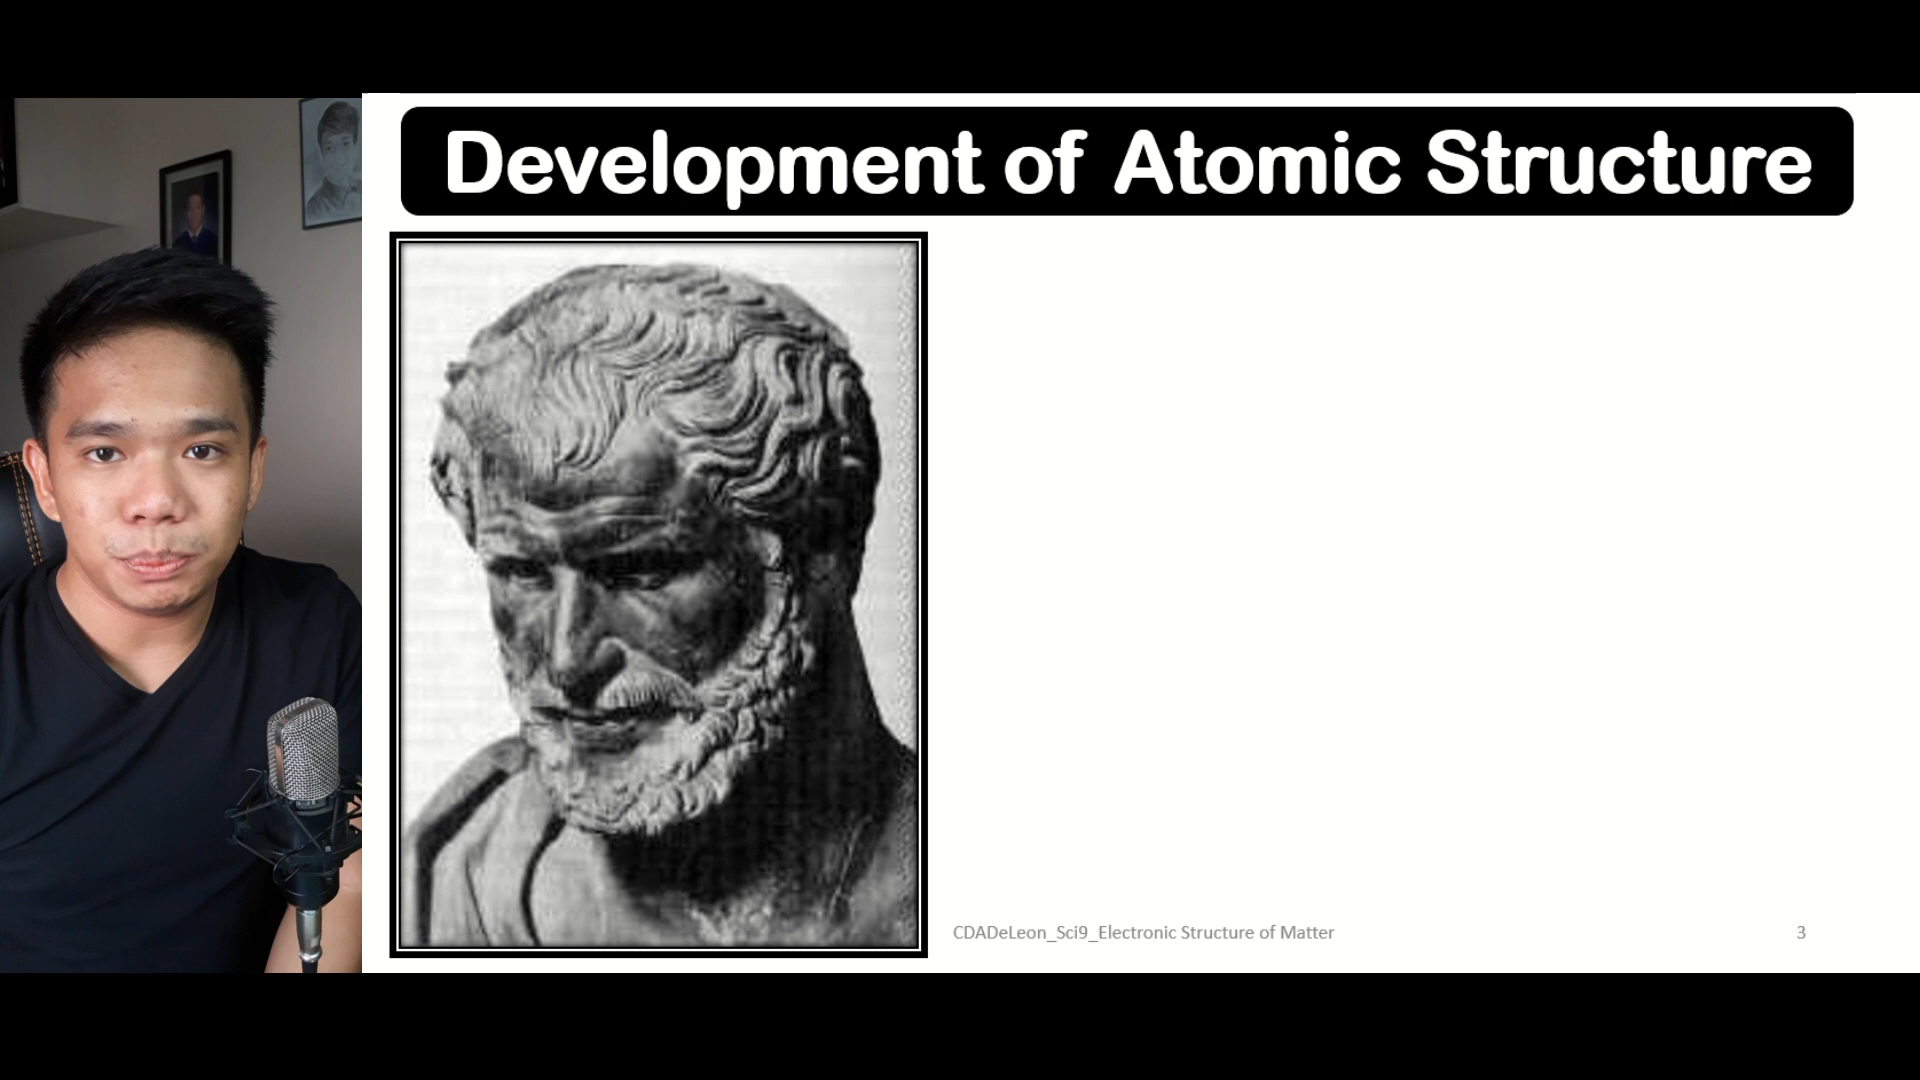 Development of Atomic Structure
CDADeLeon_Sci9_Electronic Structure of Matter
3